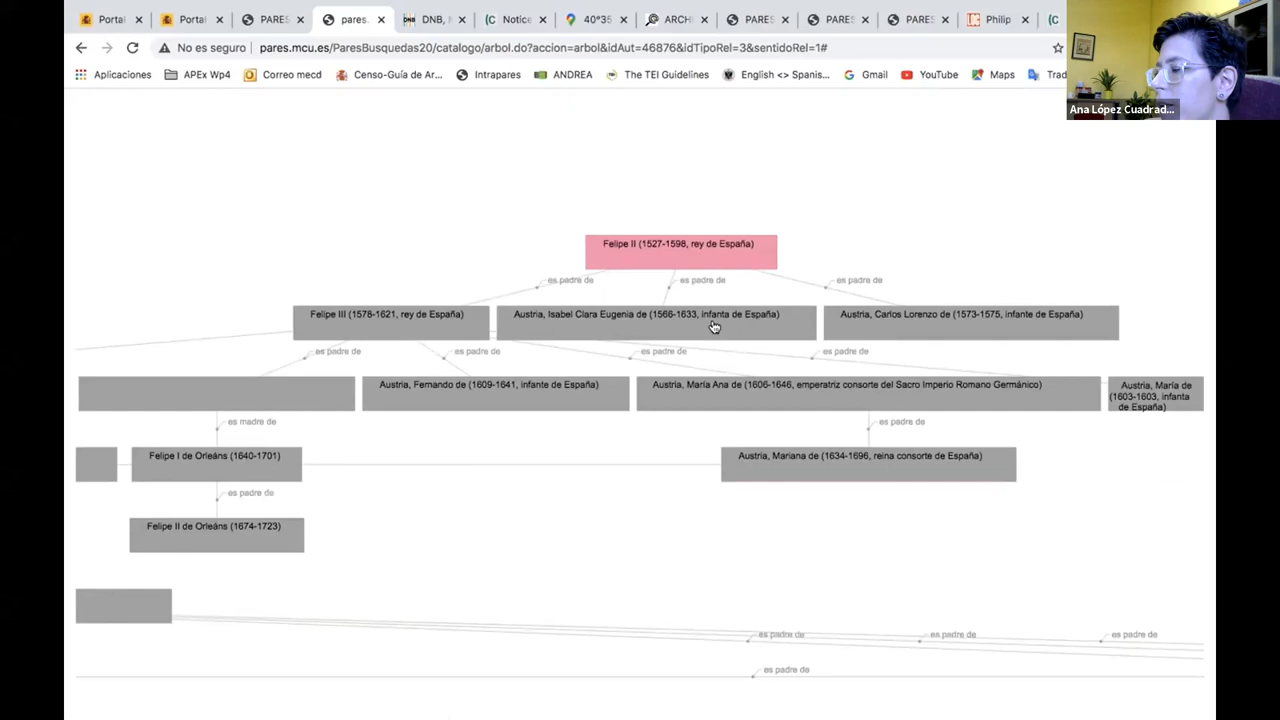 Portal
Portal
PARES
pares.
DNB,
Notice
40°35
ARCH
PARES
PARE
PARES
Philip
No es seguro
pares.mcu.es/ParesBusquedas20/catalogo/arbol.do?accion=arbol&idAut=46876&idTipoRel=3&sentidoRel=1#
Aplicaciones
APEx Wp4
Correo mecd
Censo-Guía de Ar...
Intrapares
ANDREA
The TEI Guidelines
English <> Spanis...
Gmail
YouTube
Maps
Trad
Ana López Cuadrad...
Felipe II (1527-1598, rey de España)
es padre de
es padre de
es padre de
Felipe III (1578-1621, rey de España)
Austria, Isabel Clara Eugenia de (1566-1633, infanta de España)
Austria, Carlos Lorenzo de (1573-1575, infante de España)
es padre de
es padre de
es padre de
es padre de
Austria, Fernando de (1609-1641, infante de España)
Austria, María Ana de (1606-1646, emperatriz consorte del Sacro Imperio Romano Germánico)
Austria, María de
(1603-1603, infanta
de España)
es madre de
es padre de
Felipe I de Orleáns (1640-1701)
Austria, Mariana de (1634-1696, reina consorte de España)
es padre de
Felipe II de Orleáns (1674-1723)
es padre de
es padre de
es padre de
es padre de